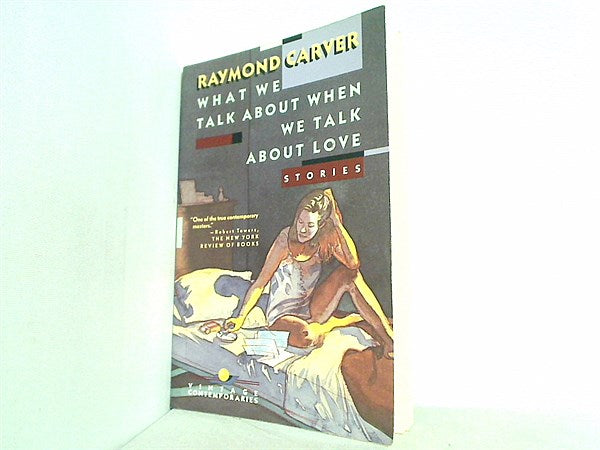 RAYMOND CARVER
WHAT WE
TALK ABOUT WHEN
WE TALK
ABOUT LOVE
STORIES
"One of the true contemporary
masters."
—Robert Towers,
THE NEW YORK
REVIEW OF BOOKS
VINTAGE
CONTEMPORARIES